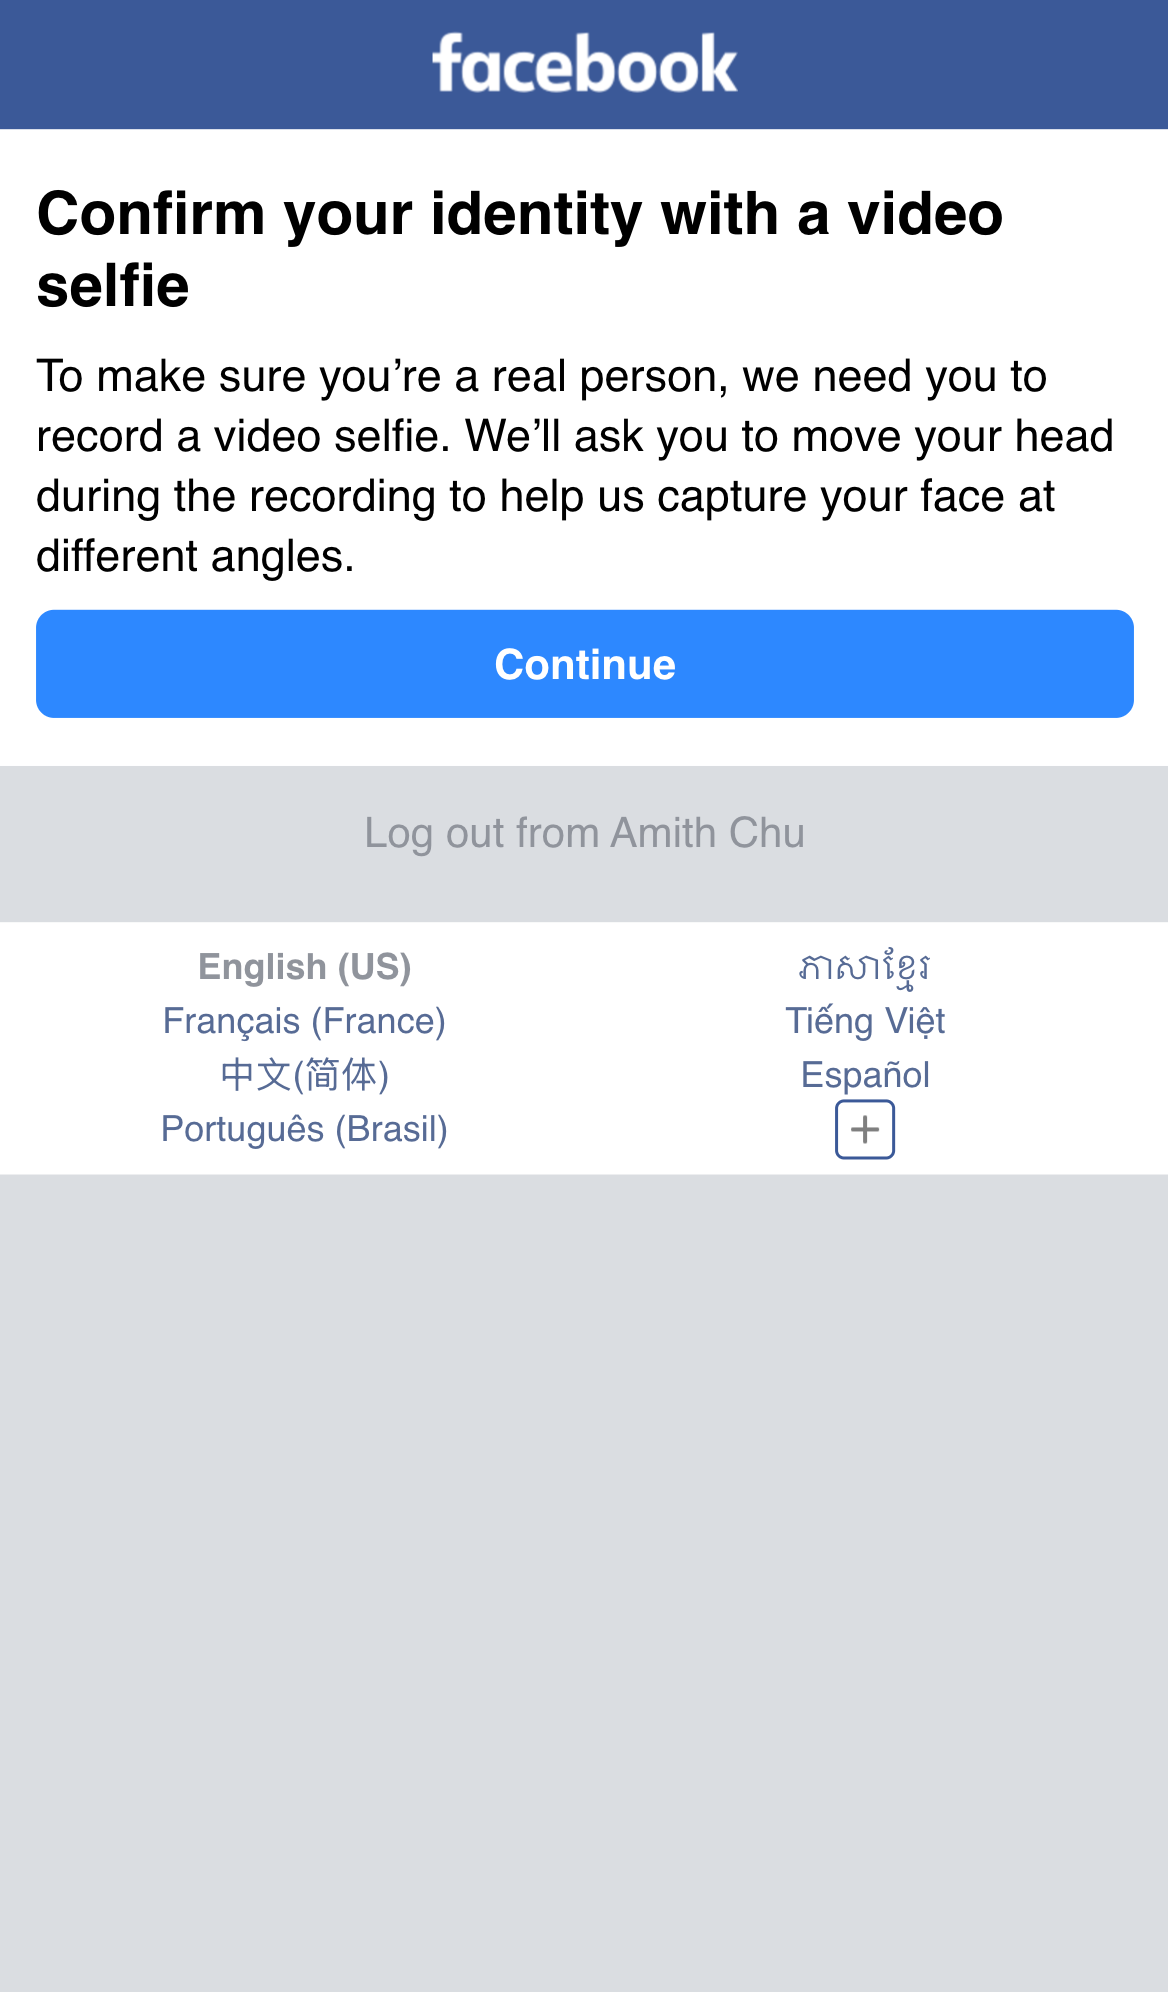 facebook
Confirm your identity with a video
selfie
To make sure you’re a real person, we need you to
record a video selfie. We’ll ask you to move your head
during the recording to help us capture your face at
different angles.
Continue
Log out from Amith Chu
English (US)
ភាសាខ្មែរ
Français (France)
Tiếng Việt
中文(简体)
Español
Português (Brasil)